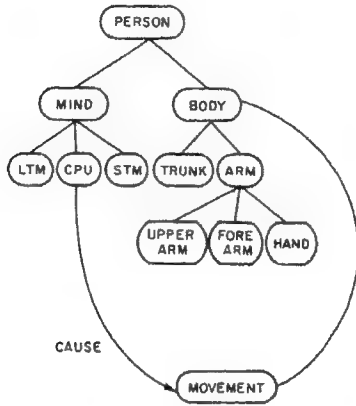 PERSON
MIND
BODY
LTM
CPU
STM
TRUNK
ARM
UPPER
ARM
FORE
ARM
HAND
CAUSE
MOVEMENT